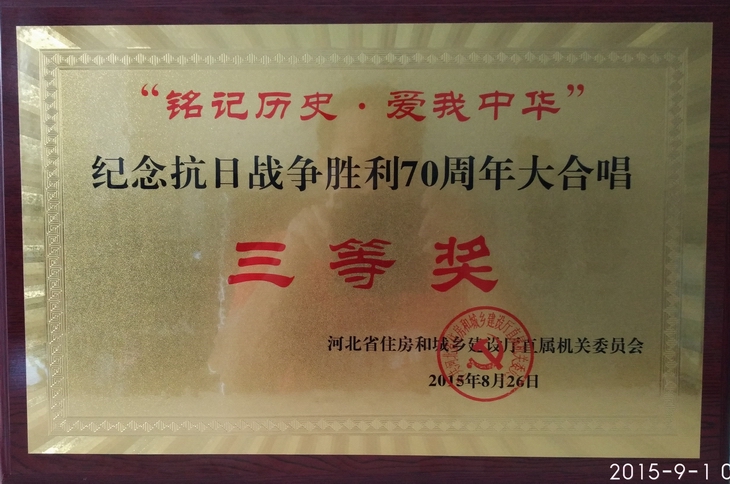 “铭记历史·爱我中华”
纪念抗日战争胜利70周年大合唱
三等奖
河北省住房和城乡建设厅直属机关委员会
2015年8月26日
2015-9-1 0